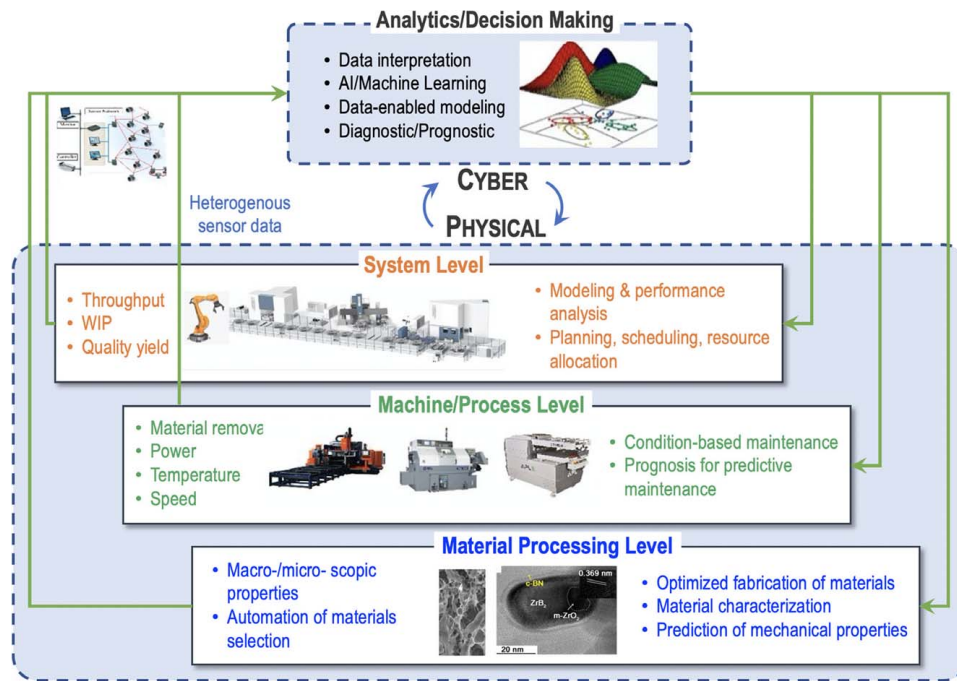 Analytics/Decision Making
• Data interpretation
• AI/Machine Learning
• Data-enabled modeling
• Diagnostic/Prognostic
CYBER
PHYSICAL
Heterogenous
sensor data
System Level
• Throughput
• WIP
• Quality yield
• Modeling & performance
analysis
• Planning, scheduling, resource
allocation
Machine/Process Level
• Material remova
• Power
• Temperature
• Speed
• Condition-based maintenance
• Prognosis for predictive
maintenance
Material Processing Level
• Macro-/micro- scopic
properties
• Automation of materials
selection
c-BN
0.369 nm
ZrB₂
m-ZrO₂
20 nm
• Optimized fabrication of materials
• Material characterization
• Prediction of mechanical properties